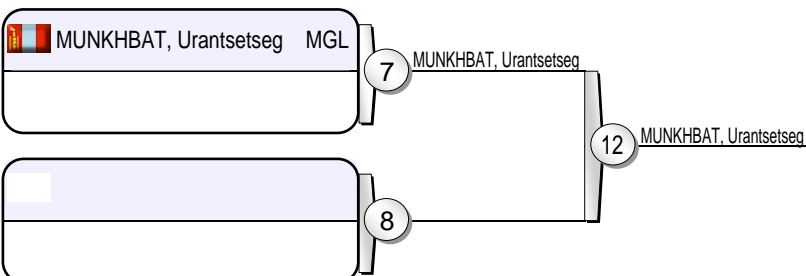 MUNKHBAT, Urantsetseg MGL
7
MUNKHBAT, Urantsetseg
12
MUNKHBAT, Urantsetseg
8